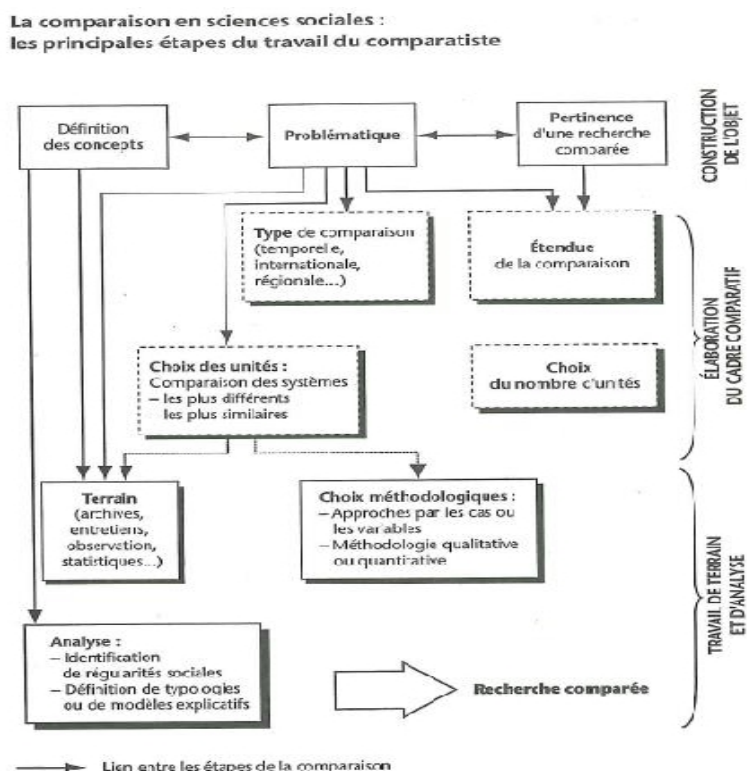 La comparaison en sciences sociales :
les principales étapes du travail du comparatiste
Définition
des concepts
Problématique
Pertinence
d'une recherche
comparée
CONSTRUCTION
DE L'OBJET
Type de comparaison
(temporelle,
internationale,
régionale...)
Étendue
de la comparaison
Choix des unités :
Comparaison des systèmes
– les plus différents
les plus similaires
Choix
du nombre d'unités
ÉLABORATION
DU CADRE COMPARATIF
Terrain
(archives,
entretiens,
observation,
statistiques...)
Choix méthodologiques :
– Approches par les cas ou
les variables
– Méthodologie qualitative
ou quantitative
TRAVAIL DE TERRAIN
ET D'ANALYSE
Analyse :
– Identification
de régularités sociales
– Définition de typologies
ou de modèles explicatifs
Recherche comparée
Lien entre les étapes de la comparaison